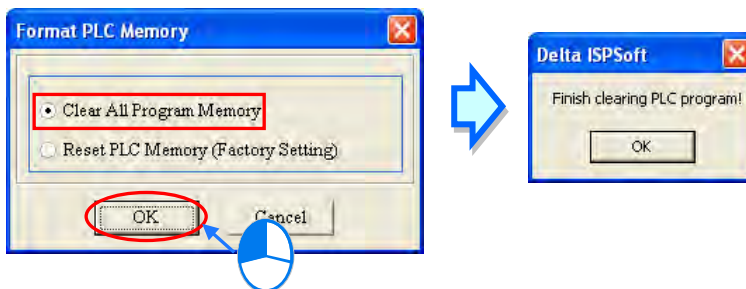 Format PLC Memory
Clear All Program Memory
Reset PLC Memory (Factory Setting)
OK
Cancel
Delta ISPSoft
Finish clearing PLC program!
OK